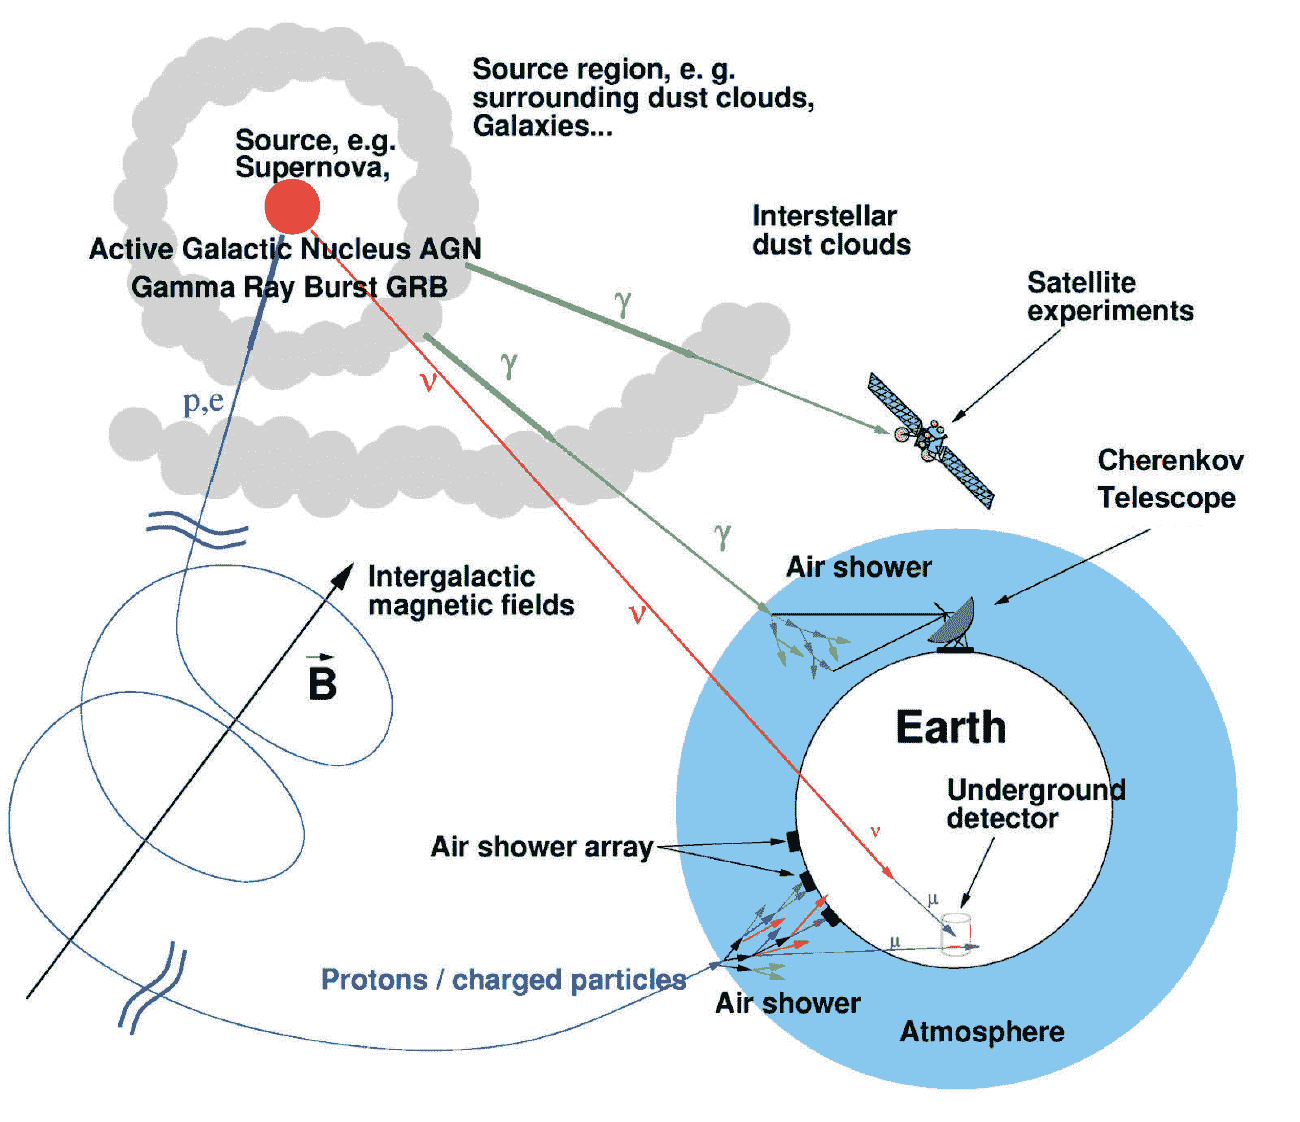 Source region, e. g.
surrounding dust clouds,
Galaxies...
Source, e.g.
Supernova,
Active Galactic Nucleus AGN
Gamma Ray Burst GRB
Interstellar
dust clouds
Satellite
experiments
γ
γ
ν
p,e
Cherenkov
Telescope
γ
Air shower
Intergalactic
magnetic fields
ν
B
Earth
Underground
detector
ν
Air shower array
μ
μ
Protons / charged particles
Air shower
Atmosphere